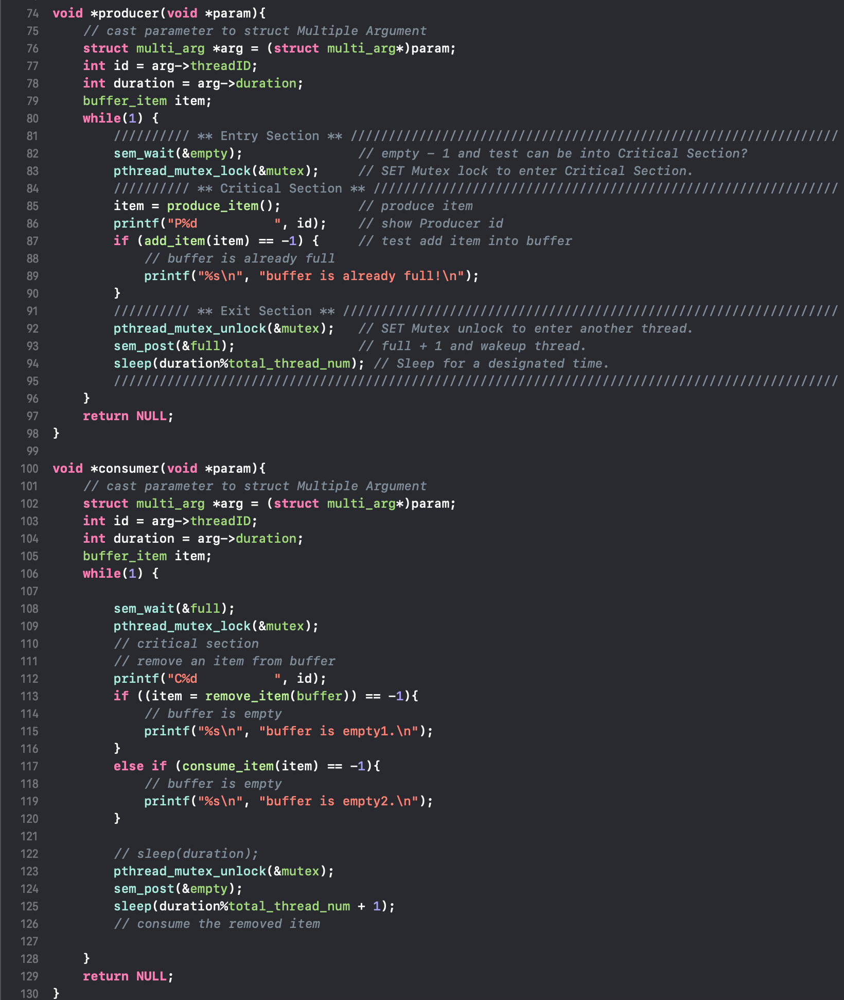 74 void *producer(void *param){
75     // cast parameter to struct Multiple Argument
76     struct multi_arg *arg = (struct multi_arg*)param;
77     int id = arg->threadID;
78     int duration = arg->duration;
79     buffer_item item;
80     while(1) {
81         ////////// ** Entry Section ** ////////////////////////////////////////////////////////////////
82         sem_wait(&empty);               // empty - 1 and test can be into Critical Section?
83         pthread_mutex_lock(&mutex);     // SET Mutex lock to enter Critical Section.
84         ////////// ** Critical Section ** /////////////////////////////////////////////////////////////
85         item = produce_item();          // produce item
86         printf("P%d          ", id);    // show Producer id
87         if (add_item(item) == -1) {     // test add item into buffer
88             // buffer is already full
89             printf("%s\n", "buffer is already full!\n");
90         }
91         ////////// ** Exit Section ** /////////////////////////////////////////////////////////////////
92         pthread_mutex_unlock(&mutex);   // SET Mutex unlock to enter another thread.
93         sem_post(&full);                // full + 1 and wakeup thread.
94         sleep(duration%total_thread_num); // Sleep for a designated time.
95         ///////////////////////////////////////////////////////////////////////////////////////////////
96     }
97     return NULL;
98 }
99
100 void *consumer(void *param){
101     // cast parameter to struct Multiple Argument
102     struct multi_arg *arg = (struct multi_arg*)param;
103     int id = arg->threadID;
104     int duration = arg->duration;
105     buffer_item item;
106     while(1) {
107
108         sem_wait(&full);
109         pthread_mutex_lock(&mutex);
110         // critical section
111         // remove an item from buffer
112         printf("C%d          ", id);
113         if ((item = remove_item(buffer)) == -1){
114             // buffer is empty
115             printf("%s\n", "buffer is empty1.\n");
116         }
117         else if (consume_item(item) == -1){
118             // buffer is empty
119             printf("%s\n", "buffer is empty2.\n");
120         }
121
122         // sleep(duration);
123         pthread_mutex_unlock(&mutex);
124         sem_post(&empty);
125         sleep(duration%total_thread_num + 1);
126         // consume the removed item
127
128     }
129     return NULL;
130 }